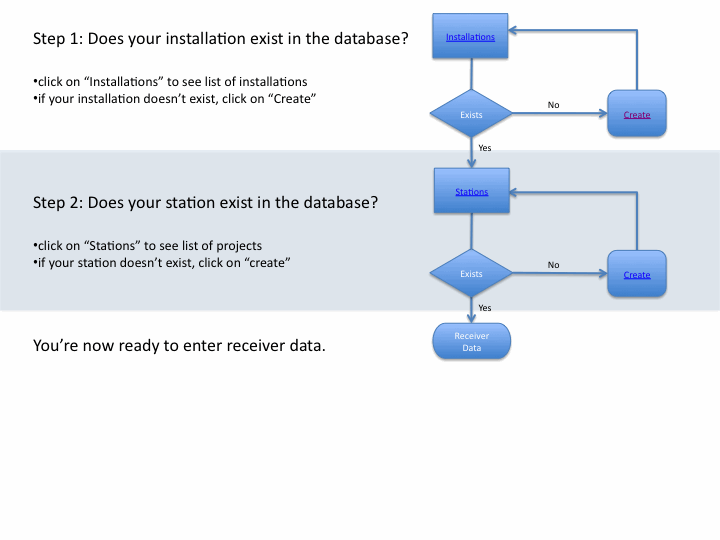 Step 1: Does your installation exist in the database?
•click on “Installations” to see list of installations
•if your installation doesn’t exist, click on “Create”
Installations
Exists
No
Create
Yes
Step 2: Does your station exist in the database?
•click on “Stations” to see list of projects
•if your station doesn’t exist, click on “create”
Stations
Exists
No
Create
Yes
You’re now ready to enter receiver data.
Receiver
Data